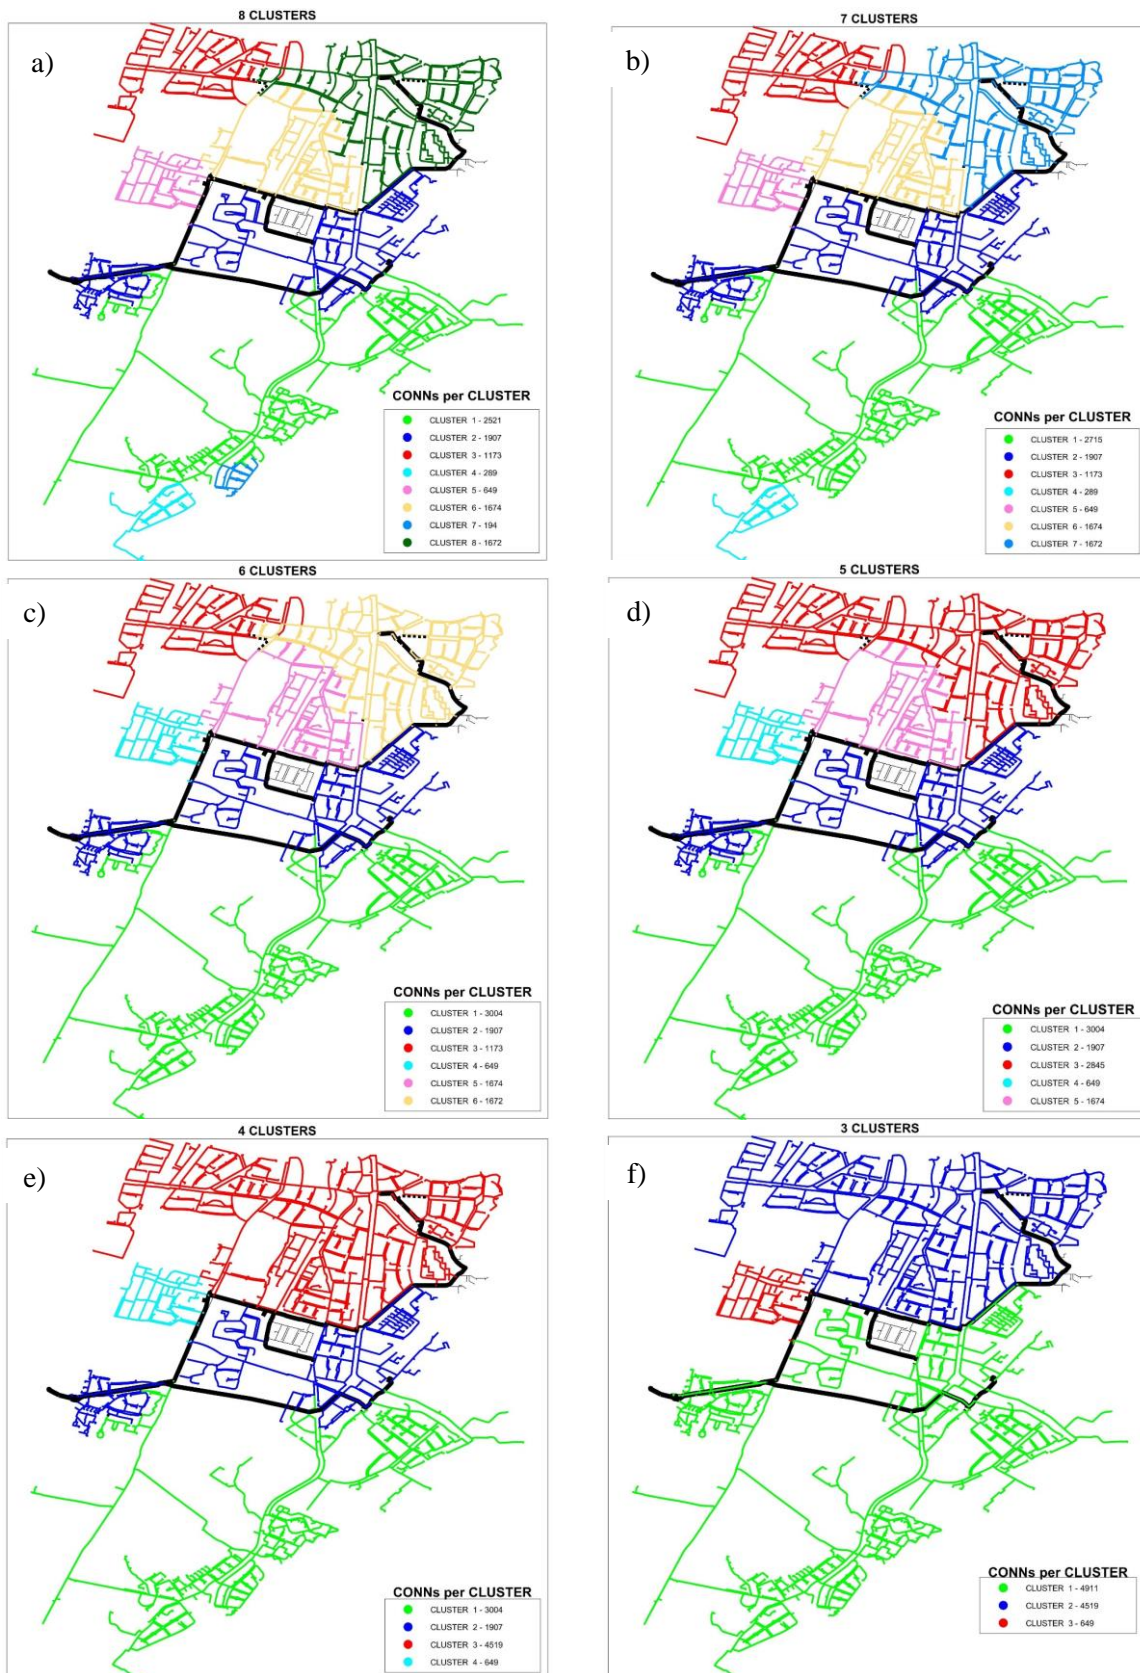 8 CLUSTERS
a)
CONNs per CLUSTER
CLUSTER 1 - 2521
CLUSTER 2 - 1907
CLUSTER 3 - 1173
CLUSTER 4 - 289
CLUSTER 5 - 649
CLUSTER 6 - 1674
CLUSTER 7 - 194
CLUSTER 8 - 1672
7 CLUSTERS
b)
CONNs per CLUSTER
CLUSTER 1 - 2715
CLUSTER 2 - 1907
CLUSTER 3 - 1173
CLUSTER 4 - 289
CLUSTER 5 - 649
CLUSTER 6 - 1674
CLUSTER 7 - 1672
6 CLUSTERS
c)
CONNs per CLUSTER
CLUSTER 1 - 3004
CLUSTER 2 - 1907
CLUSTER 3 - 1173
CLUSTER 4 - 649
CLUSTER 5 - 1674
CLUSTER 6 - 1672
5 CLUSTERS
d)
CONNs per CLUSTER
CLUSTER 1 - 3004
CLUSTER 2 - 1907
CLUSTER 3 - 2845
CLUSTER 4 - 649
CLUSTER 5 - 1674
4 CLUSTERS
e)
CONNs per CLUSTER
CLUSTER 1 - 3004
CLUSTER 2 - 1907
CLUSTER 3 - 4519
CLUSTER 4 - 649
3 CLUSTERS
f)
CONNs per CLUSTER
CLUSTER 1 - 4911
CLUSTER 2 - 4519
CLUSTER 3 - 649